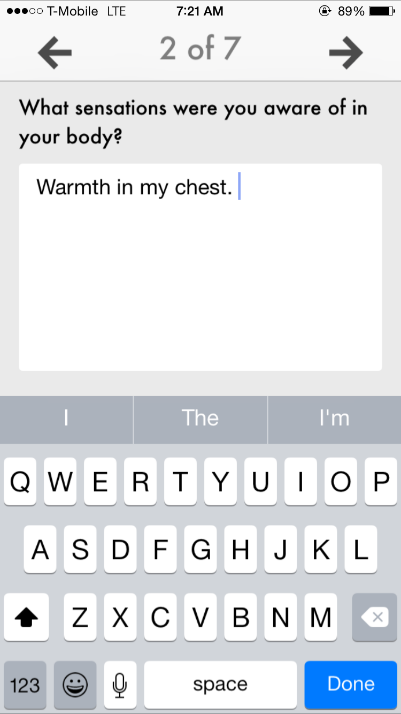 T-Mobile LTE 7:21 AM 89%
2 of 7
What sensations were you aware of in
your body?
Warmth in my chest.
I The I'm
Q W E R T Y U I O P
A S D F G H J K L
Z X C V B N M
123 space Done